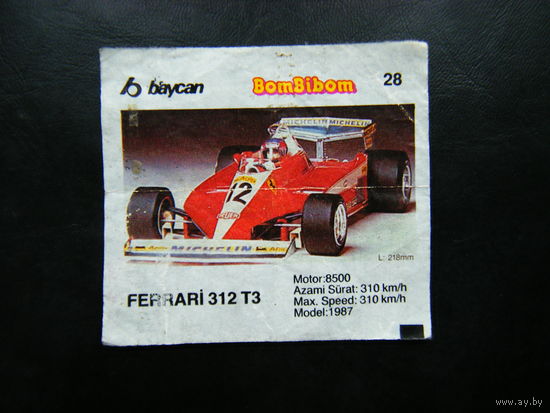 baycan
BomBibom
28
MICHELIN MICHELIN
12
MICHELIN
L: 218mm
FERRARİ 312 T3
Motor:8500
Azami Sürat: 310 km/h
Max. Speed: 310 km/h
Model:1987
www.ay.by